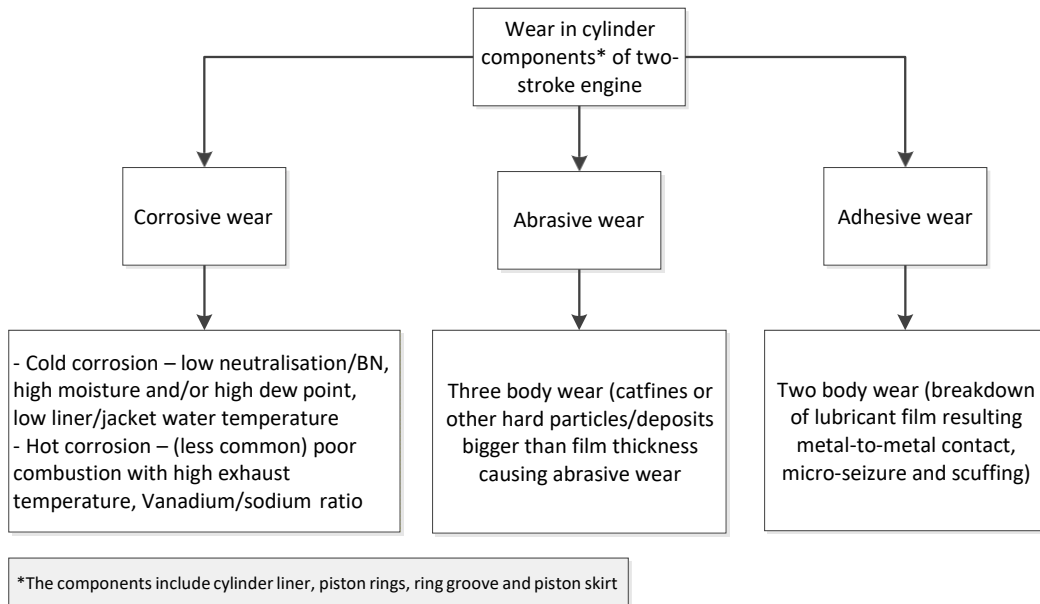 Wear in cylinder
components* of two-
stroke engine
Corrosive wear
Abrasive wear
Adhesive wear
- Cold corrosion – low neutralisation/BN,
high moisture and/or high dew point,
low liner/jacket water temperature
- Hot corrosion – (less common) poor
combustion with high exhaust
temperature, Vanadium/sodium ratio
Three body wear (catfines or
other hard particles/deposits
bigger than film thickness
causing abrasive wear
Two body wear (breakdown
of lubricant film resulting
metal-to-metal contact,
micro-seizure and scuffing)
*The components include cylinder liner, piston rings, ring groove and piston skirt